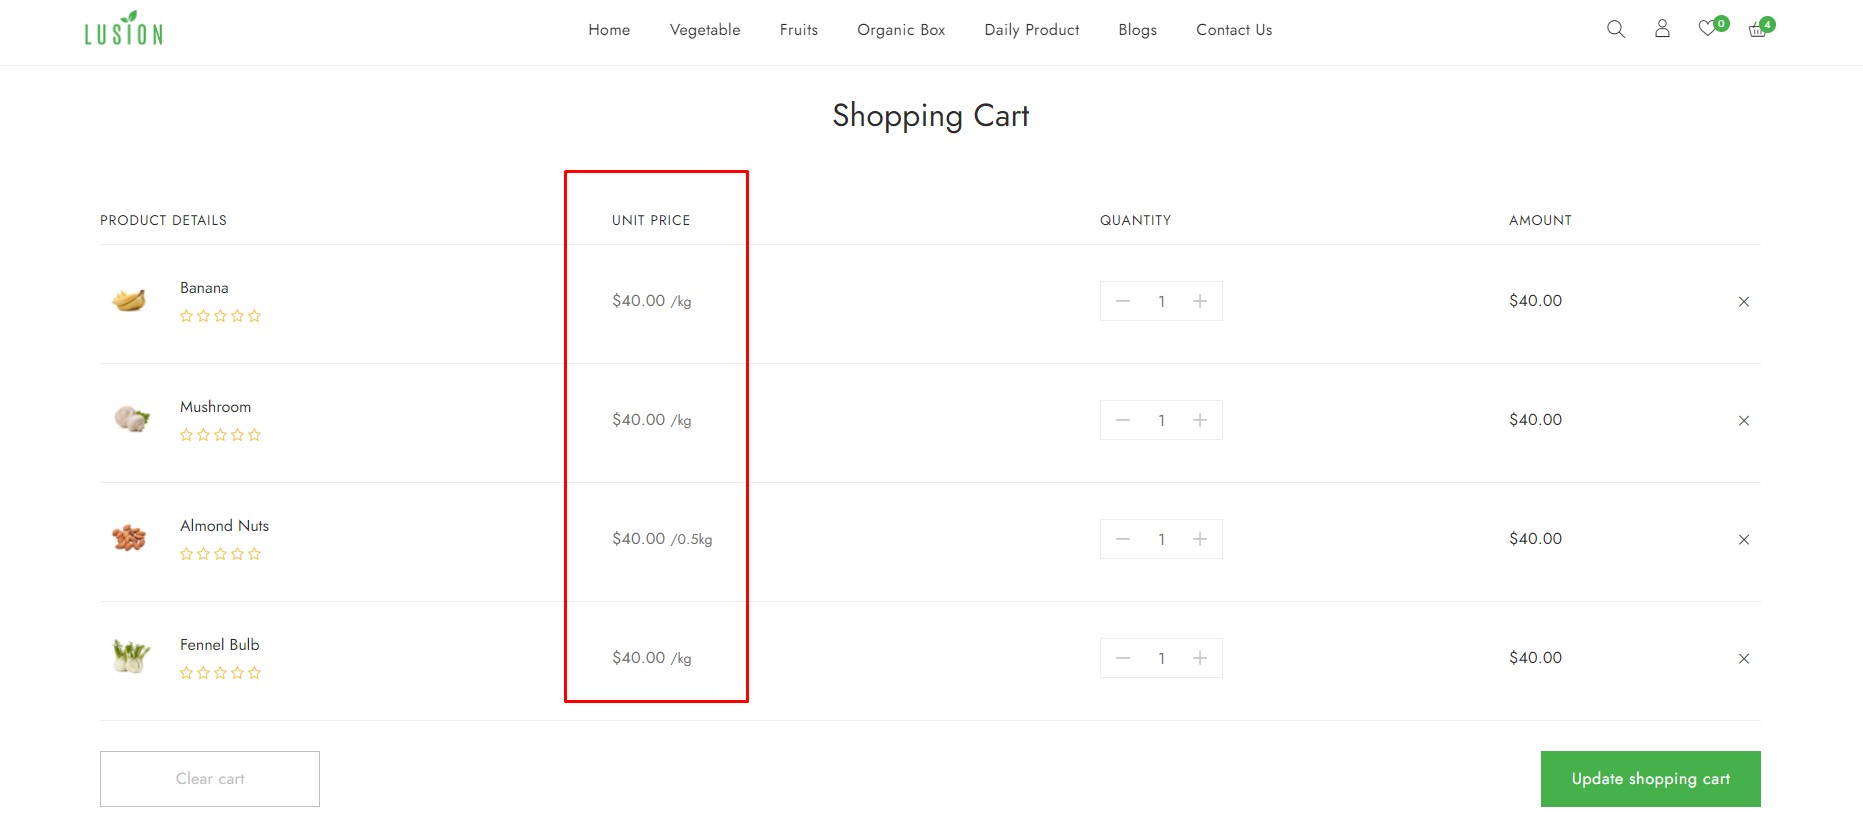 LUSION
Home Vegetable Fruits Organic Box Daily Product Blogs Contact Us
0 4
Shopping Cart
PRODUCT DETAILS UNIT PRICE QUANTITY AMOUNT
Banana
$40.00 /kg 1 $40.00
Mushroom
$40.00 /kg 1 $40.00
Almond Nuts
$40.00 /0.5kg 1 $40.00
Fennel Bulb
$40.00 /kg 1 $40.00
Clear cart Update shopping cart